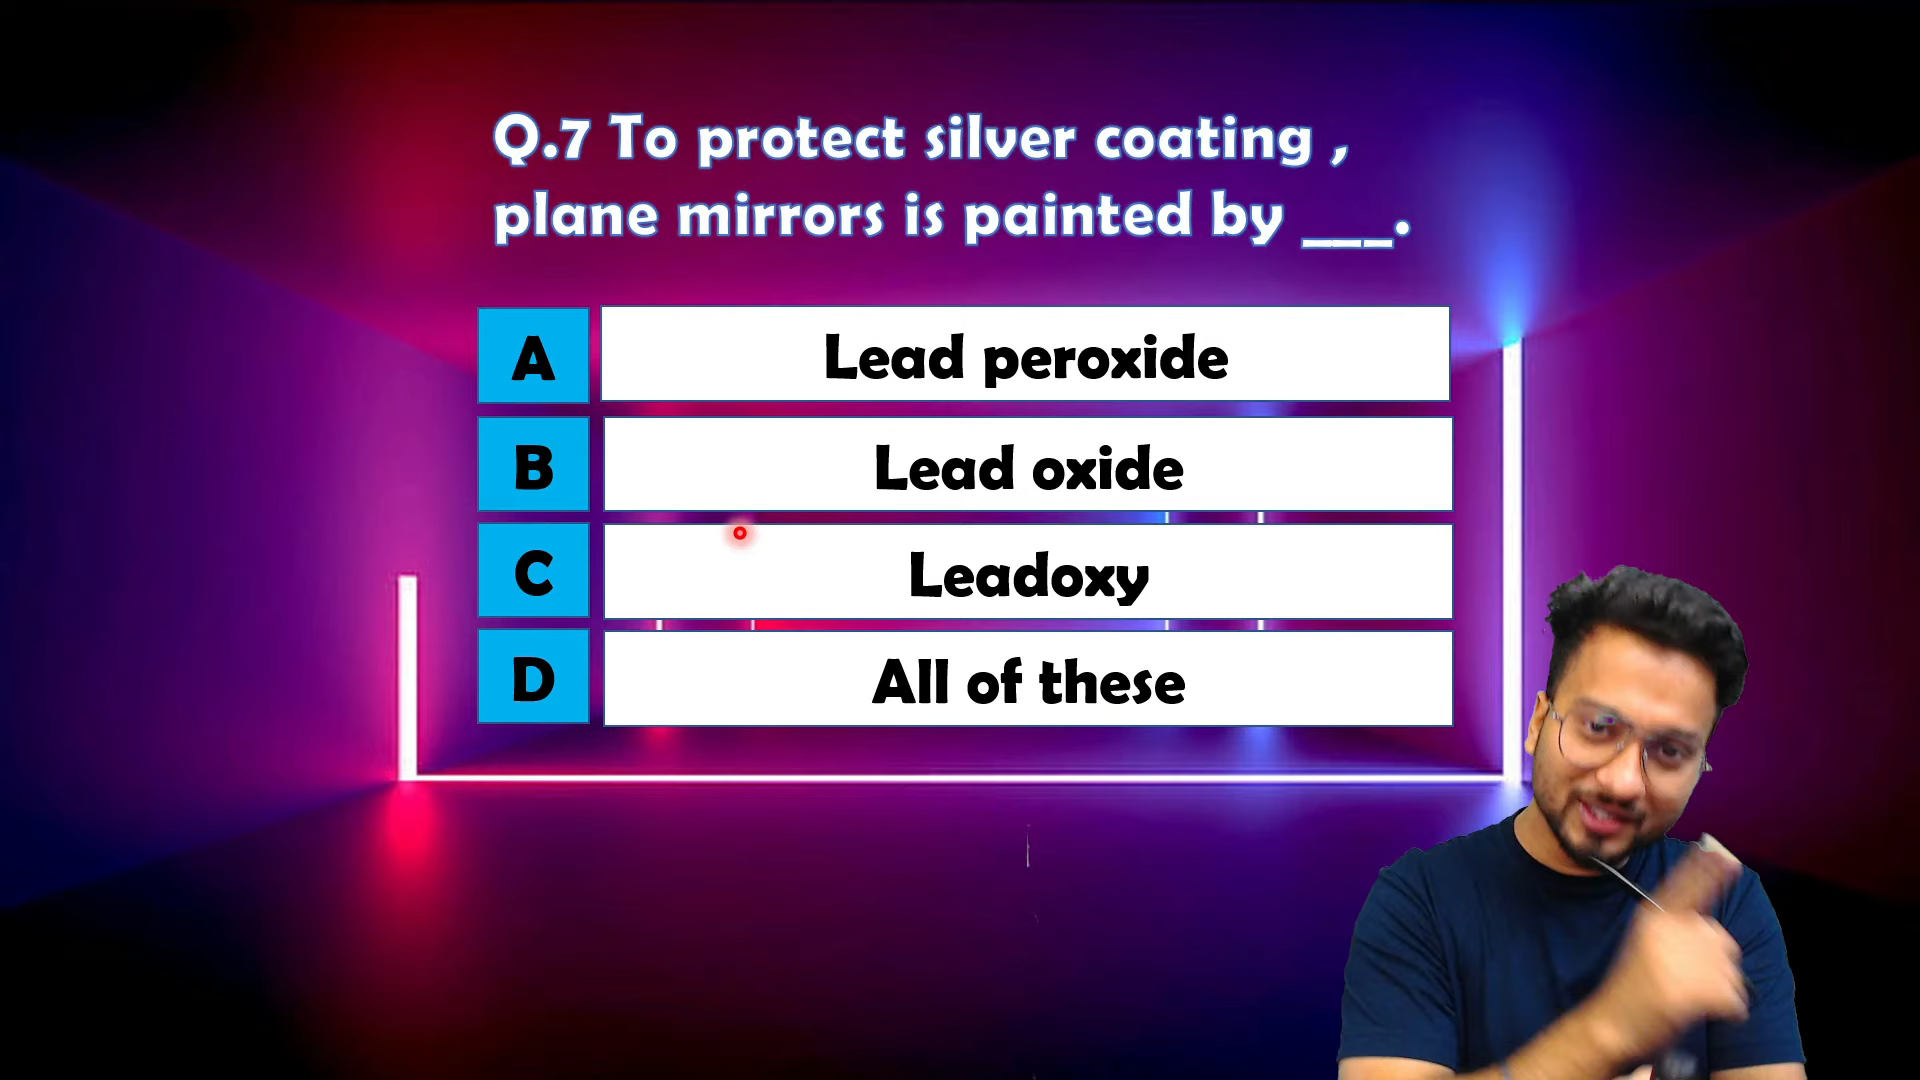 Q.7 To protect silver coating ,
plane mirrors is painted by ___.
A Lead peroxide
B Lead oxide
C Leadoxy
D All of these